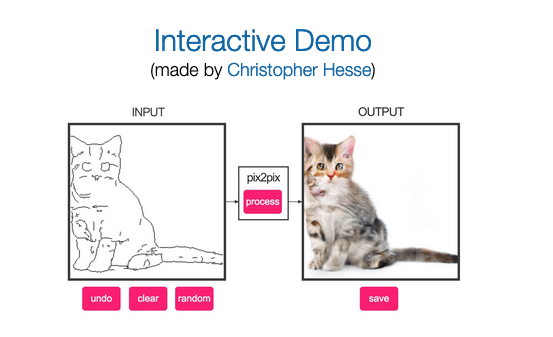 Interactive Demo
(made by Christopher Hesse)
INPUT
OUTPUT
pix2pix
process
undo
clear
random
save